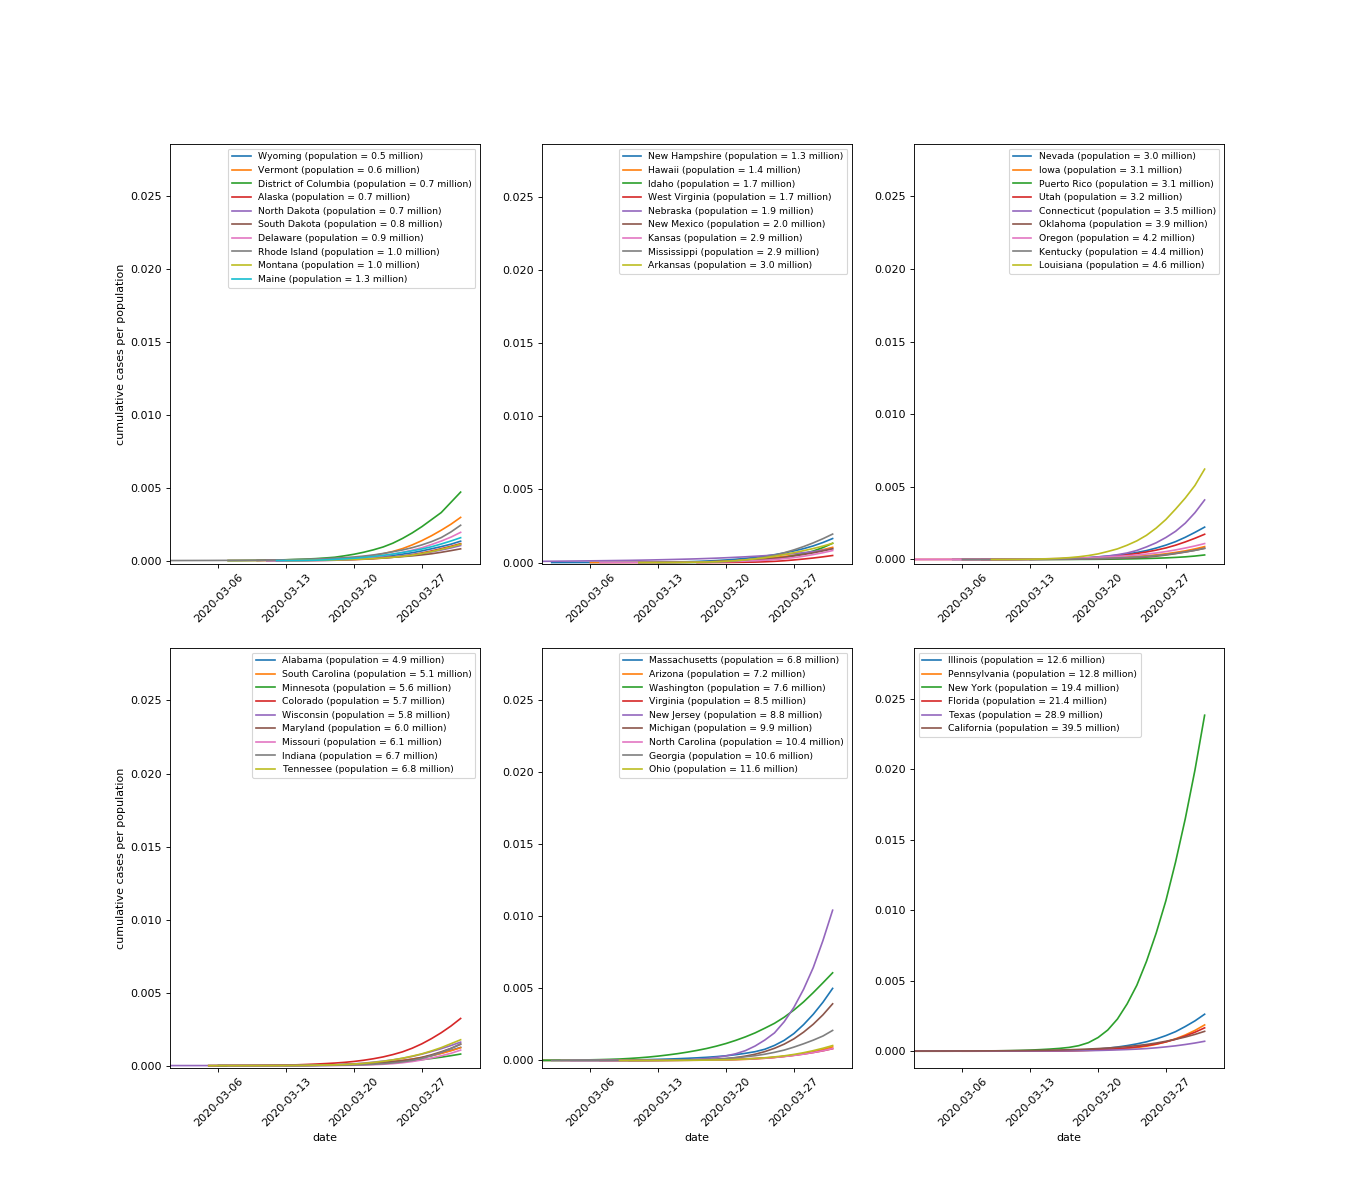 Wyoming (population = 0.5 million)
Vermont (population = 0.6 million)
District of Columbia (population = 0.7 million)
Alaska (population = 0.7 million)
North Dakota (population = 0.7 million)
South Dakota (population = 0.8 million)
Delaware (population = 0.9 million)
Rhode Island (population = 1.0 million)
Montana (population = 1.0 million)
Maine (population = 1.3 million)
cumulative cases per population
0.025
0.020
0.015
0.010
0.005
0.000
2020-03-06
2020-03-13
2020-03-20
2020-03-27
New Hampshire (population = 1.3 million)
Hawaii (population = 1.4 million)
Idaho (population = 1.7 million)
West Virginia (population = 1.7 million)
Nebraska (population = 1.9 million)
New Mexico (population = 2.0 million)
Kansas (population = 2.9 million)
Mississippi (population = 2.9 million)
Arkansas (population = 3.0 million)
0.025
0.020
0.015
0.010
0.005
0.000
2020-03-06
2020-03-13
2020-03-20
2020-03-27
Nevada (population = 3.0 million)
Iowa (population = 3.1 million)
Puerto Rico (population = 3.1 million)
Utah (population = 3.2 million)
Connecticut (population = 3.5 million)
Oklahoma (population = 3.9 million)
Oregon (population = 4.2 million)
Kentucky (population = 4.4 million)
Louisiana (population = 4.6 million)
0.025
0.020
0.015
0.010
0.005
0.000
2020-03-06
2020-03-13
2020-03-20
2020-03-27
Alabama (population = 4.9 million)
South Carolina (population = 5.1 million)
Minnesota (population = 5.6 million)
Colorado (population = 5.7 million)
Wisconsin (population = 5.8 million)
Maryland (population = 6.0 million)
Missouri (population = 6.1 million)
Indiana (population = 6.7 million)
Tennessee (population = 6.8 million)
cumulative cases per population
0.025
0.020
0.015
0.010
0.005
0.000
2020-03-06
2020-03-13
2020-03-20
2020-03-27
date
Massachusetts (population = 6.8 million)
Arizona (population = 7.2 million)
Washington (population = 7.6 million)
Virginia (population = 8.5 million)
New Jersey (population = 8.8 million)
Michigan (population = 9.9 million)
North Carolina (population = 10.4 million)
Georgia (population = 10.6 million)
Ohio (population = 11.6 million)
0.025
0.020
0.015
0.010
0.005
0.000
2020-03-06
2020-03-13
2020-03-20
2020-03-27
date
Illinois (population = 12.6 million)
Pennsylvania (population = 12.8 million)
New York (population = 19.4 million)
Florida (population = 21.4 million)
Texas (population = 28.9 million)
California (population = 39.5 million)
0.025
0.020
0.015
0.010
0.005
0.000
2020-03-06
2020-03-13
2020-03-20
2020-03-27
date